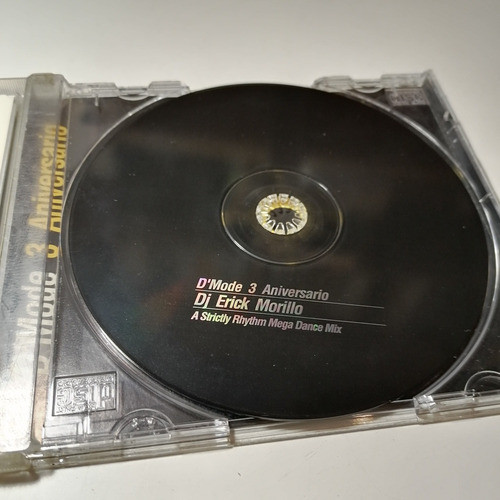 D'Mode 3 Aniversario
Dj Erick Morillo
A Strictly Rhythm Mega Dance Mix
D'Mode 3 Aniversario